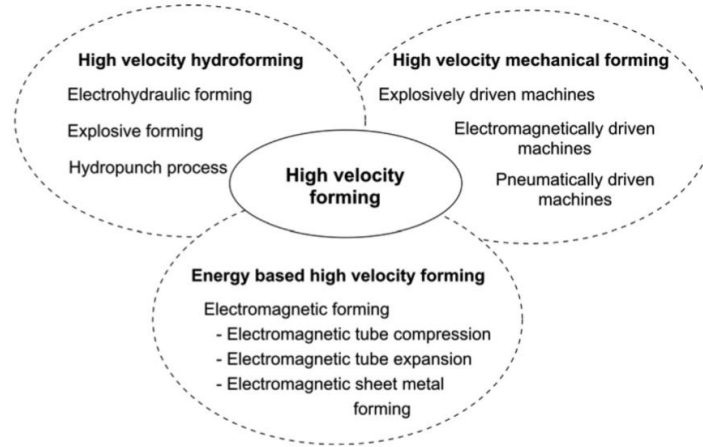 High velocity hydroforming
Electrohydraulic forming
Explosive forming
Hydropunch process
High velocity mechanical forming
Explosively driven machines
Electromagnetically driven
machines
Pneumatically driven
machines
High velocity
forming
Energy based high velocity forming
Electromagnetic forming
- Electromagnetic tube compression
- Electromagnetic tube expansion
- Electromagnetic sheet metal
forming